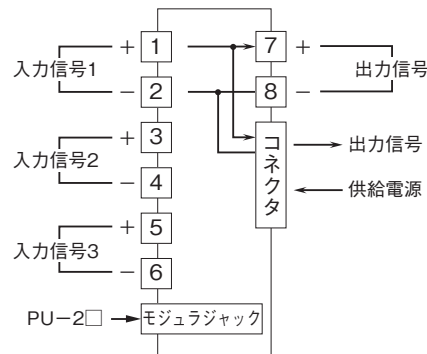 入力信号1
+ 1
− 2
7 +
8 −
出力信号
入力信号2
+ 3
− 4
コネクタ
出力信号
供給電源
入力信号3
+ 5
− 6
PU−2□
モジュラジャック